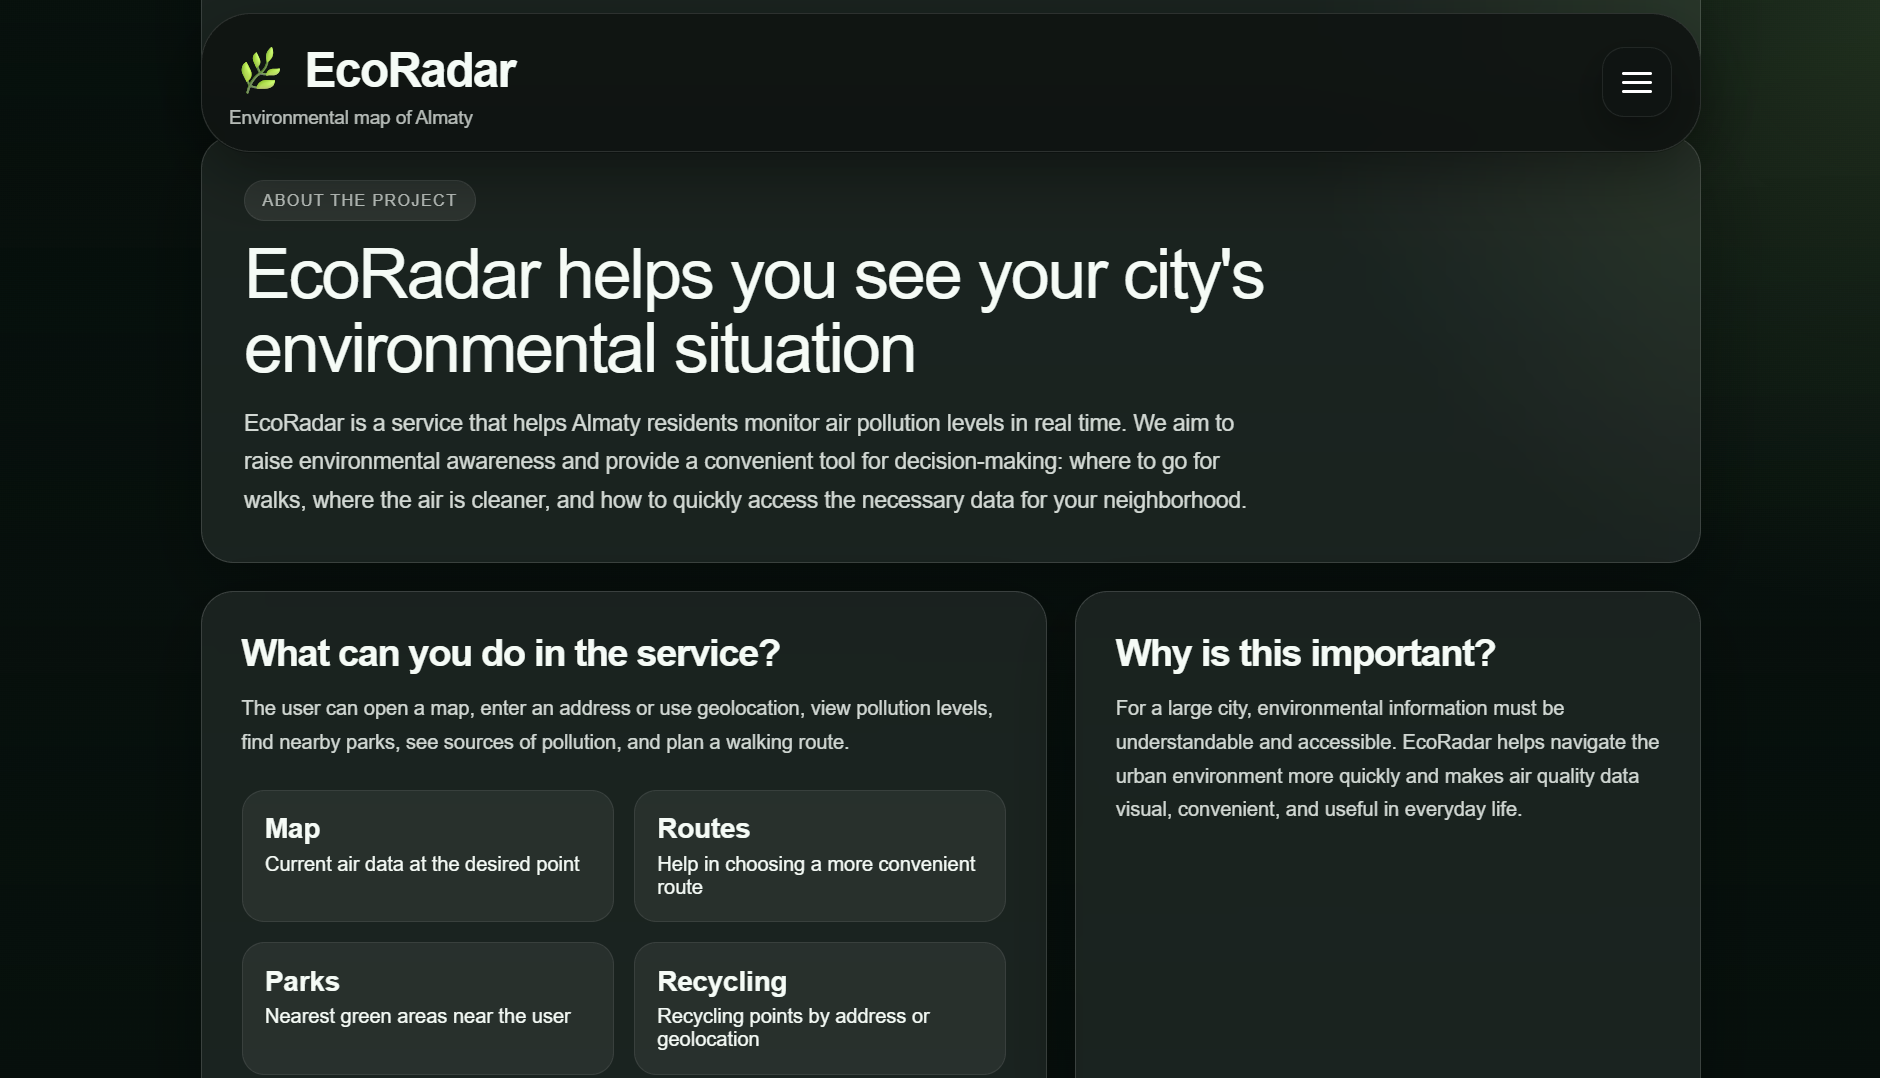 EcoRadar
Environmental map of Almaty
ABOUT THE PROJECT
EcoRadar helps you see your city's
environmental situation
EcoRadar is a service that helps Almaty residents monitor air pollution levels in real time. We aim to
raise environmental awareness and provide a convenient tool for decision-making: where to go for
walks, where the air is cleaner, and how to quickly access the necessary data for your neighborhood.
What can you do in the service?
The user can open a map, enter an address or use geolocation, view pollution levels,
find nearby parks, see sources of pollution, and plan a walking route.
Map
Current air data at the desired point
Routes
Help in choosing a more convenient
route
Parks
Nearest green areas near the user
Recycling
Recycling points by address or
geolocation
Why is this important?
For a large city, environmental information must be
understandable and accessible. EcoRadar helps navigate the
urban environment more quickly and makes air quality data
visual, convenient, and useful in everyday life.